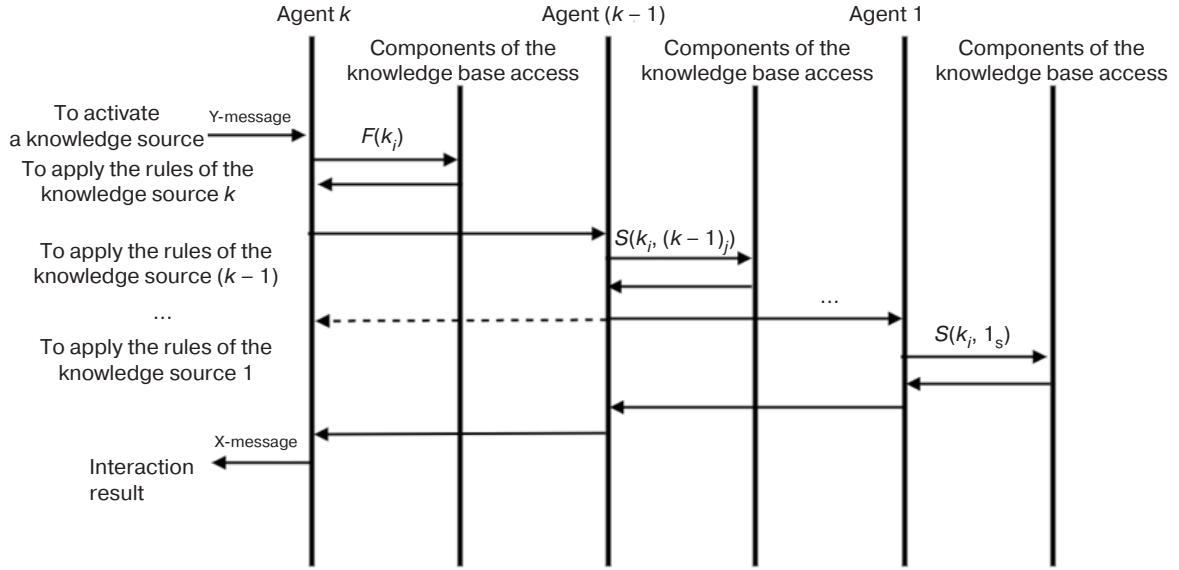 Agent k
Agent (k – 1)
Agent 1
Components of the
knowledge base access
Components of the
knowledge base access
Components of the
knowledge base access
To activate
a knowledge source
Y-message
F(k_i)
To apply the rules of the
knowledge source k
S(k_i, (k – 1)_j)
To apply the rules of the
knowledge source (k – 1)
...
...
S(k_i, 1_s)
To apply the rules of the
knowledge source 1
X-message
Interaction
result